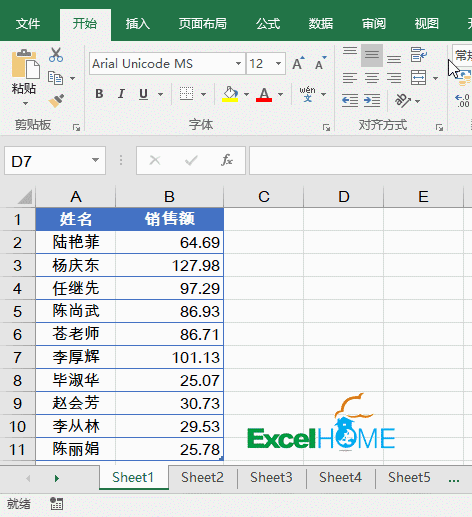 文件 开始 插入 页面布局 公式 数据 审阅 视图
Arial Unicode MS 12 A A 常规
粘贴 B I U A wén 文
剪贴板 字体 对齐方式
D7 fx
A B C D E
1 姓名 销售额
2 陆艳菲 64.69
3 杨庆东 127.98
4 任继先 97.29
5 陈尚武 86.93
6 苍老师 86.71
7 李厚辉 101.13
8 毕淑华 25.07
9 赵会芳 30.73
10 李从林 29.53
11 陈丽娟 25.78
ExcelHOME
Sheet1 Sheet2 Sheet3 Sheet4 Sheet5 ...
就绪